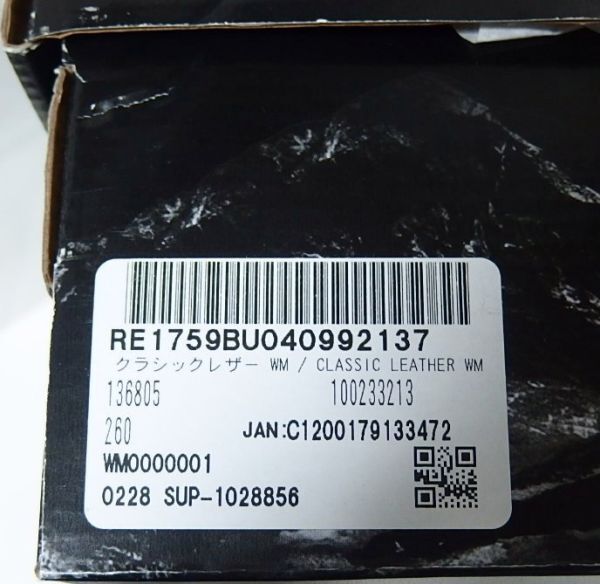 RE1759BU040992137
クラシックレザー WM / CLASSIC LEATHER WM
136805 100233213
260 JAN:C1200179133472
WM0000001
0228 SUP-1028856